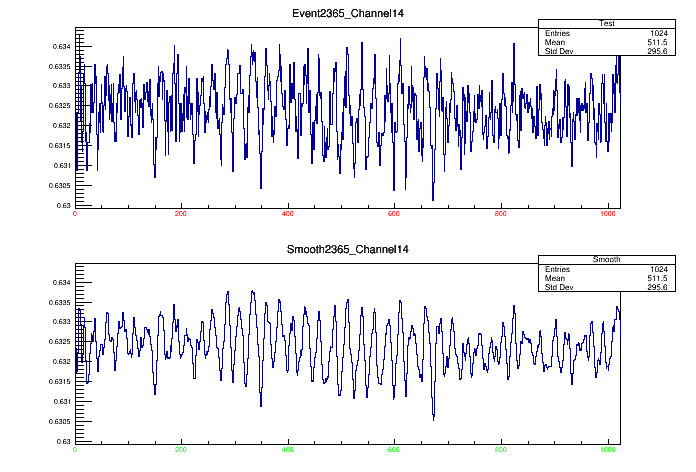 Event2365_Channel14
Test
Entries 1024
Mean 511.5
Std Dev 295.6
0.634
0.6335
0.633
0.6325
0.632
0.6315
0.631
0.6305
0.63
0 200 400 600 800 1000
Smooth2365_Channel14
Smooth
Entries 1024
Mean 511.5
Std Dev 295.6
0.634
0.6335
0.633
0.6325
0.632
0.6315
0.631
0.6305
0.63
0 200 400 600 800 1000